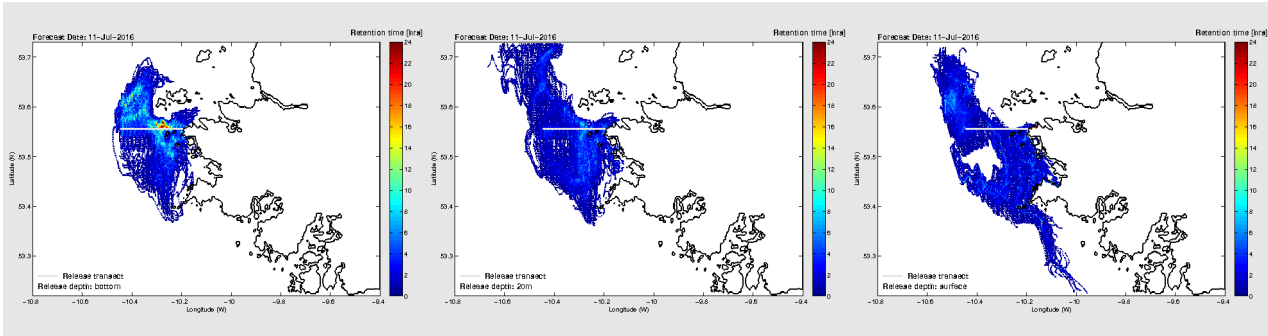 Forecast Date: 11-Jul-2016
Retention time [hrs]
53.7
53.6
53.5
53.4
53.3
Latitude (N)
24
22
20
18
16
14
12
10
8
6
4
2
0
Release transect
Release depth: bottom
-10.8 -10.6 -10.4 -10.2 -10 -9.8 -9.6 -9.4
Longitude (W)
Forecast Date: 11-Jul-2016
Retention time [hrs]
53.7
53.6
53.5
53.4
53.3
Latitude (N)
24
22
20
18
16
14
12
10
8
6
4
2
0
Release transect
Release depth: 20m
-10.8 -10.6 -10.4 -10.2 -10 -9.8 -9.6 -9.4
Longitude (W)
Forecast Date: 11-Jul-2016
Retention time [hrs]
53.7
53.6
53.5
53.4
53.3
Latitude (N)
24
22
20
18
16
14
12
10
8
6
4
2
0
Release transect
Release depth: surface
-10.8 -10.6 -10.4 -10.2 -10 -9.8 -9.6 -9.4
Longitude (W)